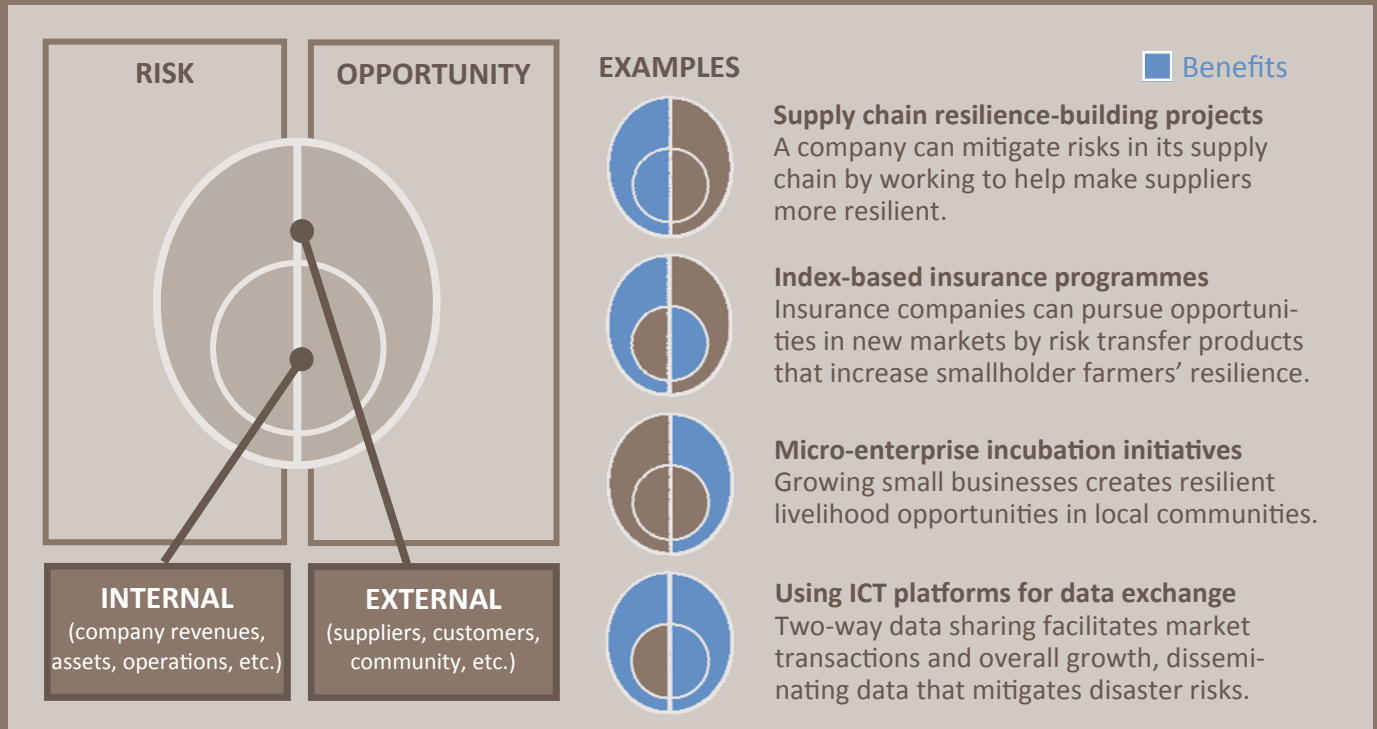 RISK
OPPORTUNITY
INTERNAL
(company revenues,
assets, operations, etc.)
EXTERNAL
(suppliers, customers,
community, etc.)
EXAMPLES
Benefits
Supply chain resilience-building projects
A company can mitigate risks in its supply
chain by working to help make suppliers
more resilient.
Index-based insurance programmes
Insurance companies can pursue opportuni-
ties in new markets by risk transfer products
that increase smallholder farmers’ resilience.
Micro-enterprise incubation initiatives
Growing small businesses creates resilient
livelihood opportunities in local communities.
Using ICT platforms for data exchange
Two-way data sharing facilitates market
transactions and overall growth, dissemi-
nating data that mitigates disaster risks.